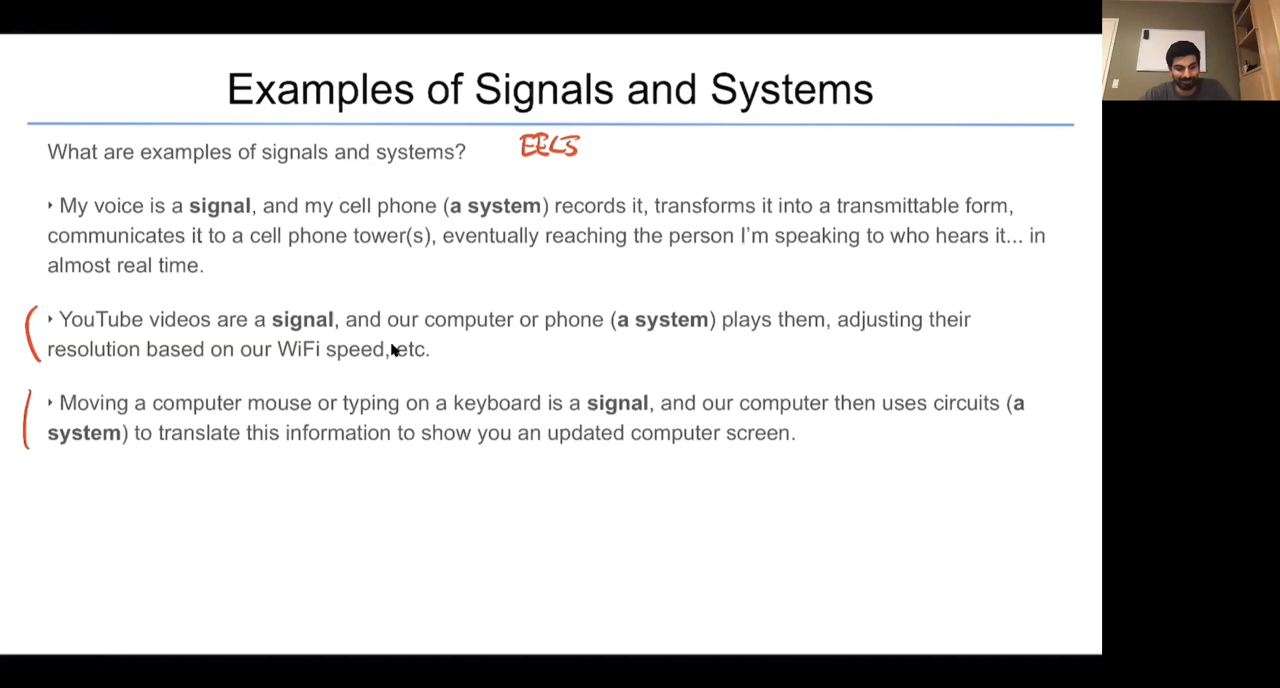 Examples of Signals and Systems
What are examples of signals and systems? EECS
‣ My voice is a signal, and my cell phone (a system) records it, transforms it into a transmittable form,
communicates it to a cell phone tower(s), eventually reaching the person I'm speaking to who hears it... in
almost real time.
‣ YouTube videos are a signal, and our computer or phone (a system) plays them, adjusting their
resolution based on our WiFi speed, etc.
‣ Moving a computer mouse or typing on a keyboard is a signal, and our computer then uses circuits (a
system) to translate this information to show you an updated computer screen.